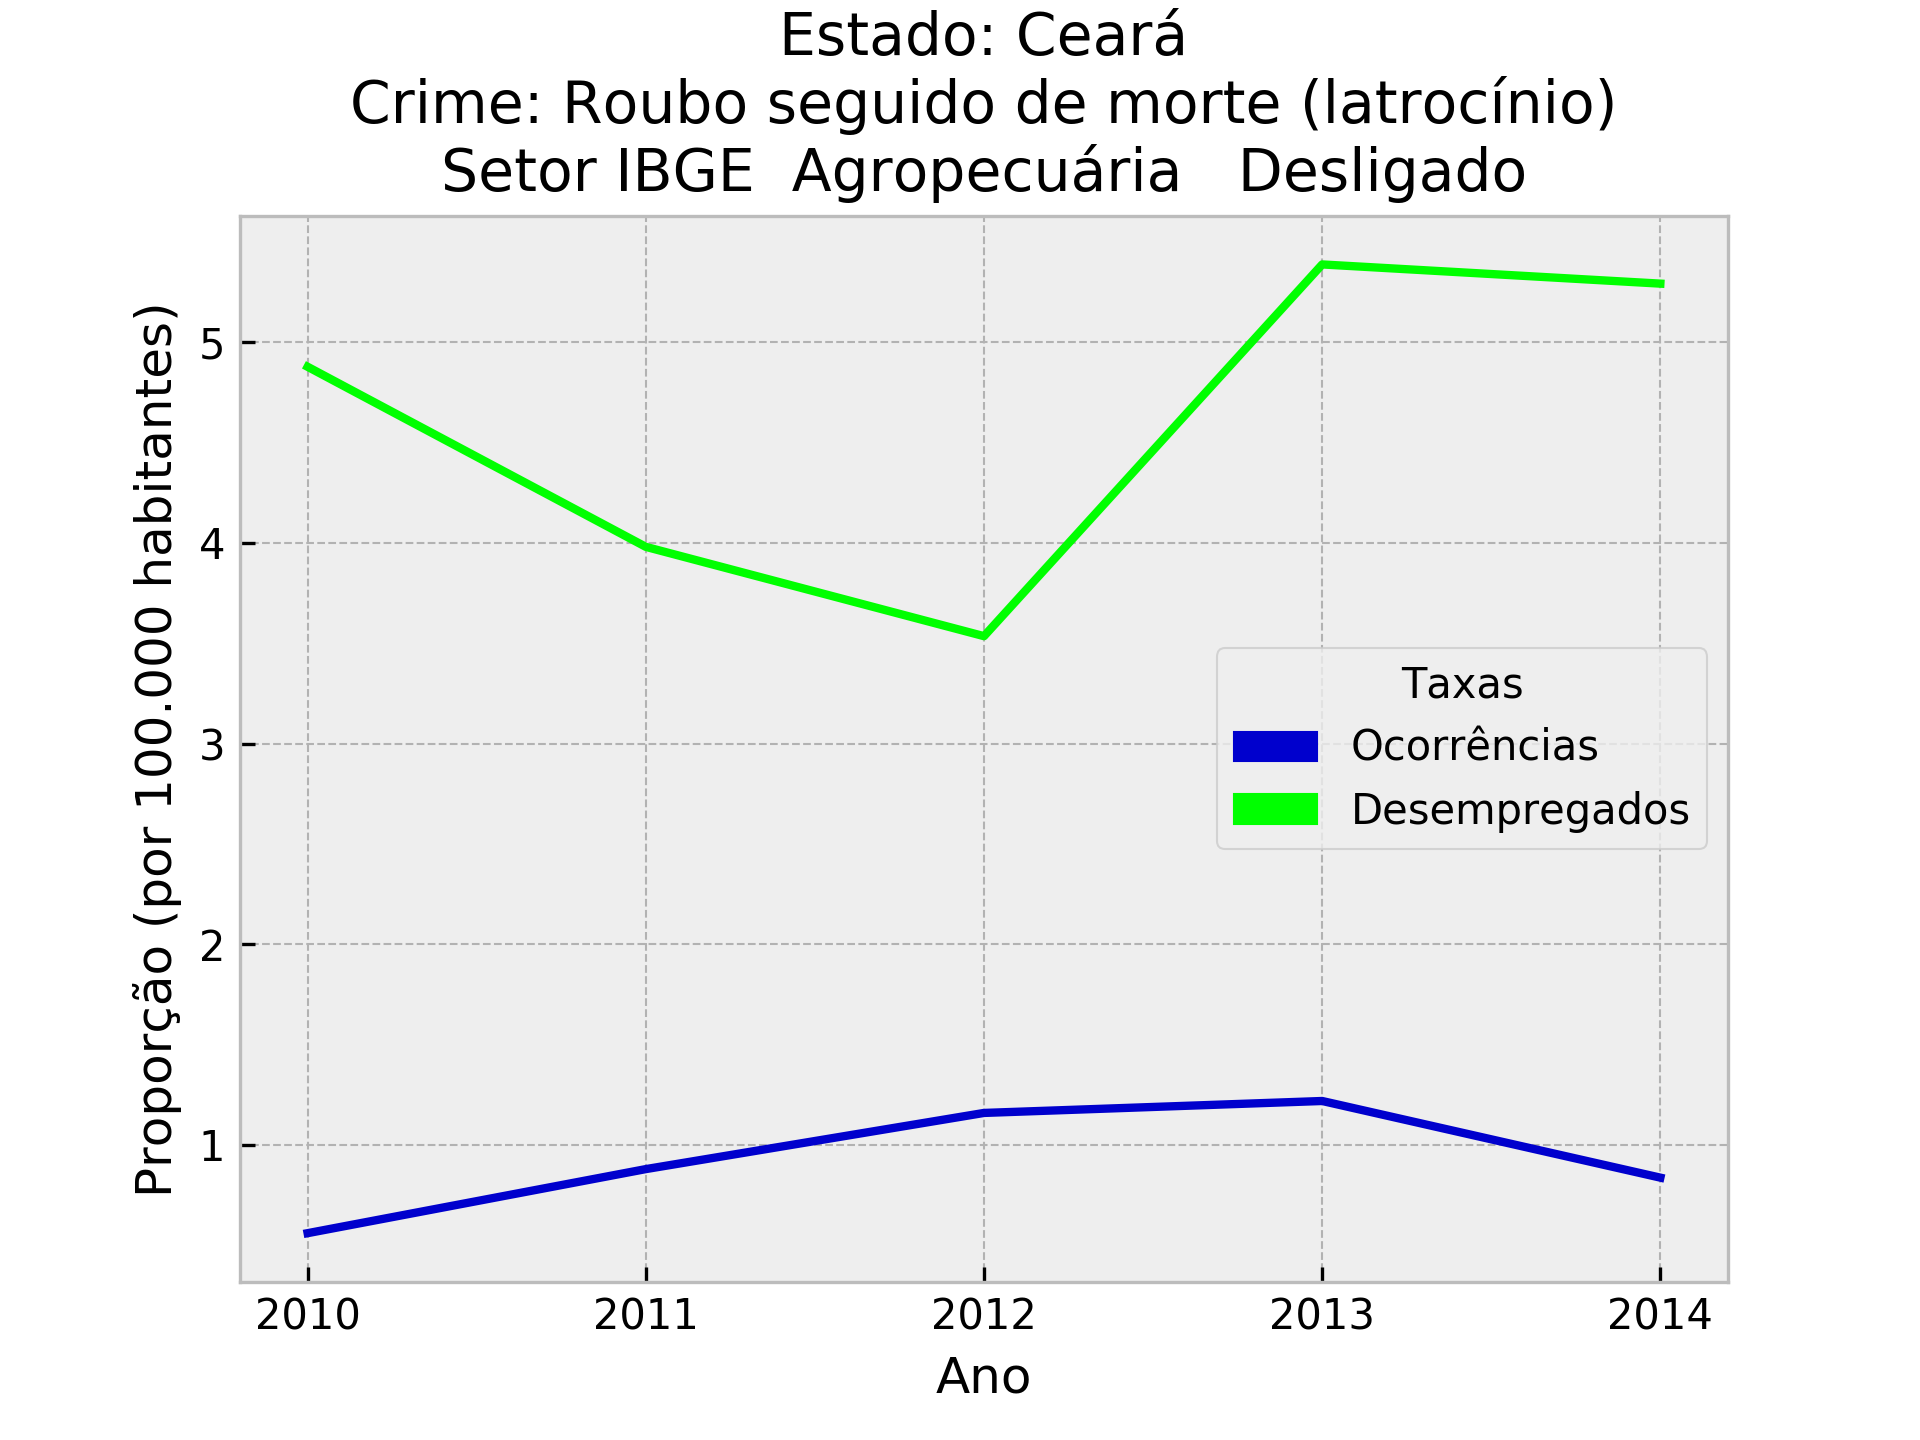 Estado: Ceará
Crime: Roubo seguido de morte (latrocínio)
Setor IBGE  Agropecuária   Desligado
Proporção (por 100.000 habitantes)
5
4
3
2
1
Taxas
Ocorrências
Desempregados
2010 2011 2012 2013 2014
Ano